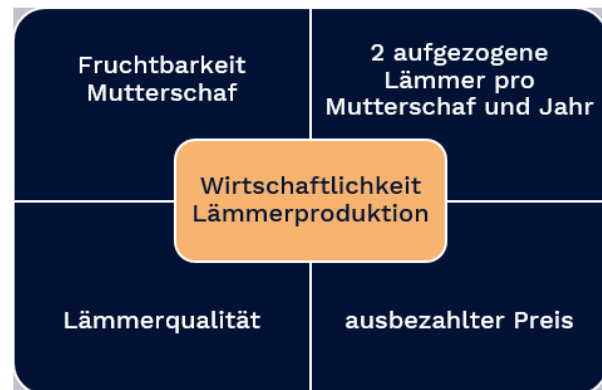 Fruchtbarkeit
Mutterschaf
2 aufgezogene
Lämmer pro
Mutterschaf und Jahr
Wirtschaftlichkeit
Lämmerproduktion
Lämmerqualität
ausbezahlter Preis